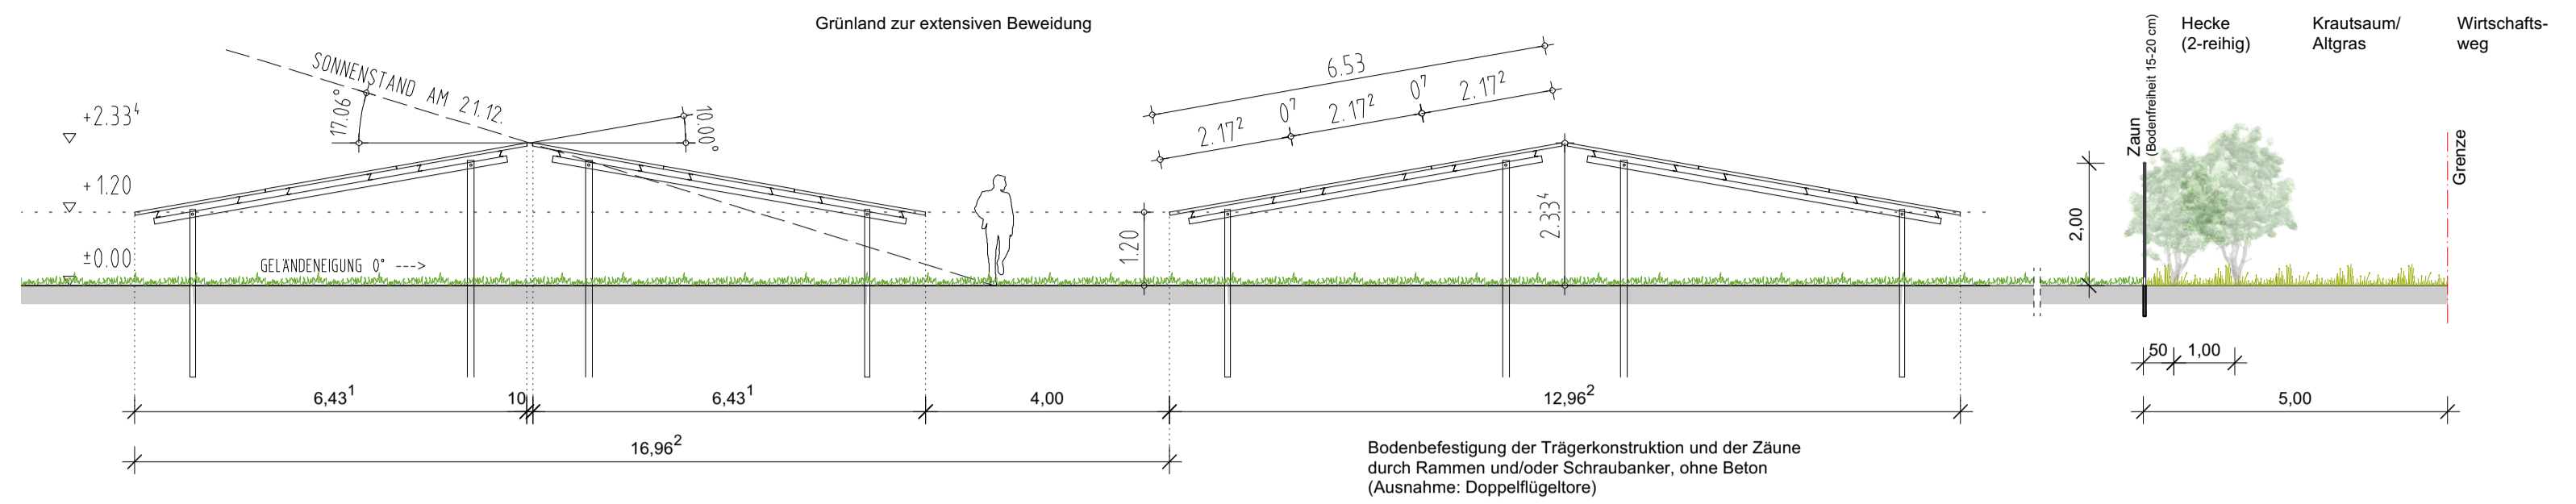 Grünland zur extensiven Beweidung
Zaun
(Bodenfreiheit 15-20 cm)
Hecke
(2-reihig)
Krautsaum/
Altgras
Wirtschafts-
weg
SONNENSTAND AM 21.12.
17.06°
10.00°
+2.33⁴
+1.20
±0.00
GELÄNDENEIGUNG 0° --->
6.53
2.17² 0⁷ 2.17² 0⁷ 2.17²
1.20
2.33⁴
2,00
Grenze
50 1,00
6,43¹ 10 6,43¹ 4,00 12,96² 5,00
16,96²
Bodenbefestigung der Trägerkonstruktion und der Zäune
durch Rammen und/oder Schraubanker, ohne Beton
(Ausnahme: Doppelflügeltore)